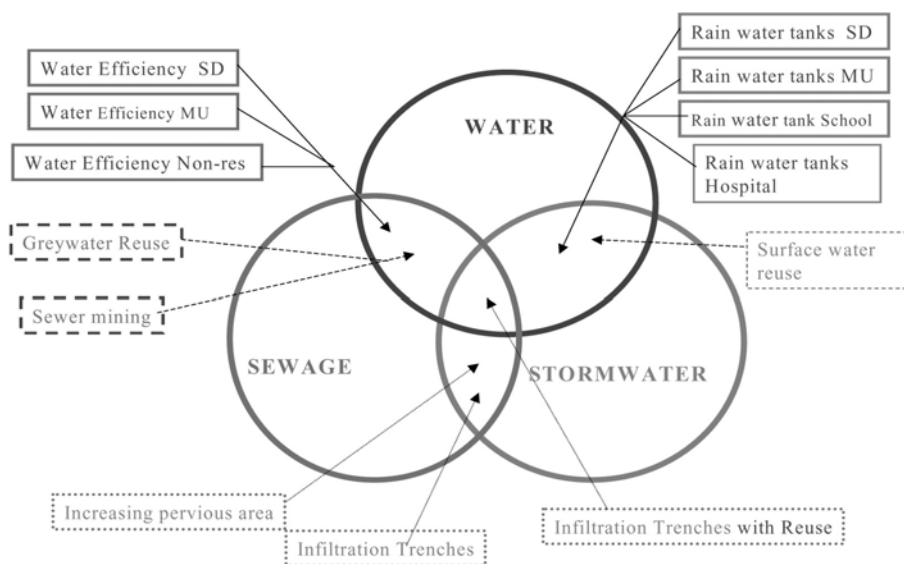 Water Efficiency SD
Water Efficiency MU
Water Efficiency Non-res
Greywater Reuse
Sewer mining
WATER
Rain water tanks SD
Rain water tanks MU
Rain water tank School
Rain water tanks
Hospital
Surface water
reuse
SEWAGE
STORMWATER
Increasing pervious area
Infiltration Trenches
Infiltration Trenches with Reuse